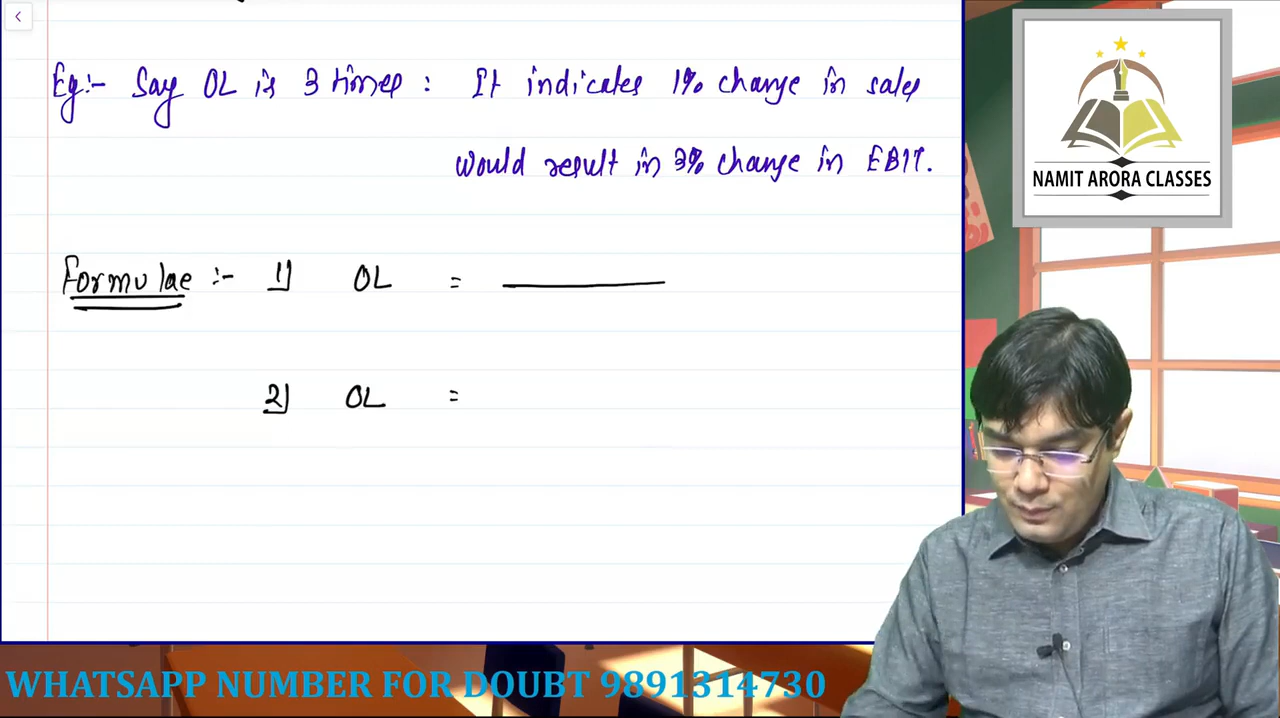 Eg:- Say OL is 3 times : It indicates 1% change in sales
would result in 3% change in EBIT.
NAMIT ARORA CLASSES
Formulae :- 1) OL =
2) OL =
WHATSAPP NUMBER FOR DOUBT 9891314730